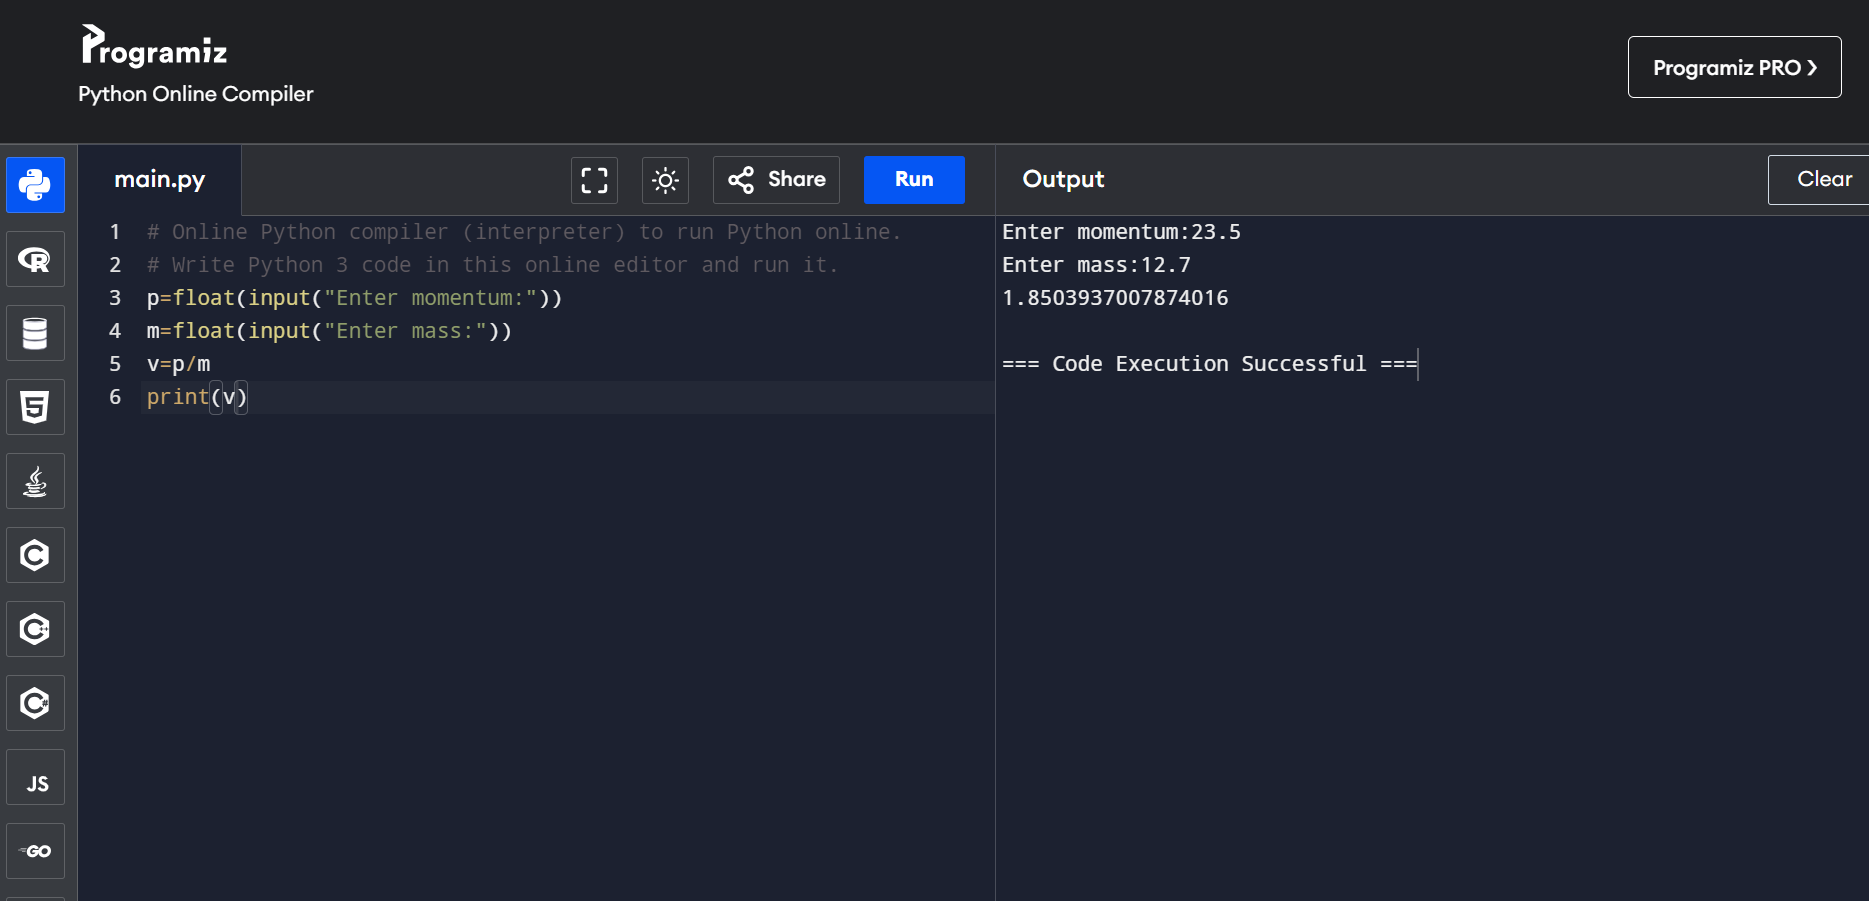 Programiz
Python Online Compiler
Programiz PRO ❯
main.py
Share
Run
Output
Clear
1 # Online Python compiler (interpreter) to run Python online.
2 # Write Python 3 code in this online editor and run it.
3 p=float(input("Enter momentum:"))
4 m=float(input("Enter mass:"))
5 v=p/m
6 print(v)
Enter momentum:23.5
Enter mass:12.7
1.8503937007874016
=== Code Execution Successful ===
R
5
C
C++
C#
JS
GO